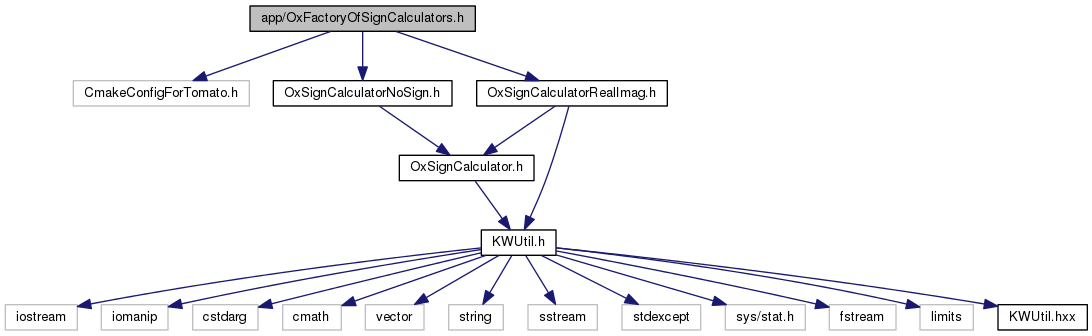 app/OxFactoryOfSignCalculators.h
CmakeConfigForTomato.h
OxSignCalculatorNoSign.h
OxSignCalculatorRealImag.h
OxSignCalculator.h
KWUtil.h
iostream
iomanip
cstdarg
cmath
vector
string
sstream
stdexcept
sys/stat.h
fstream
limits
KWUtil.hxx